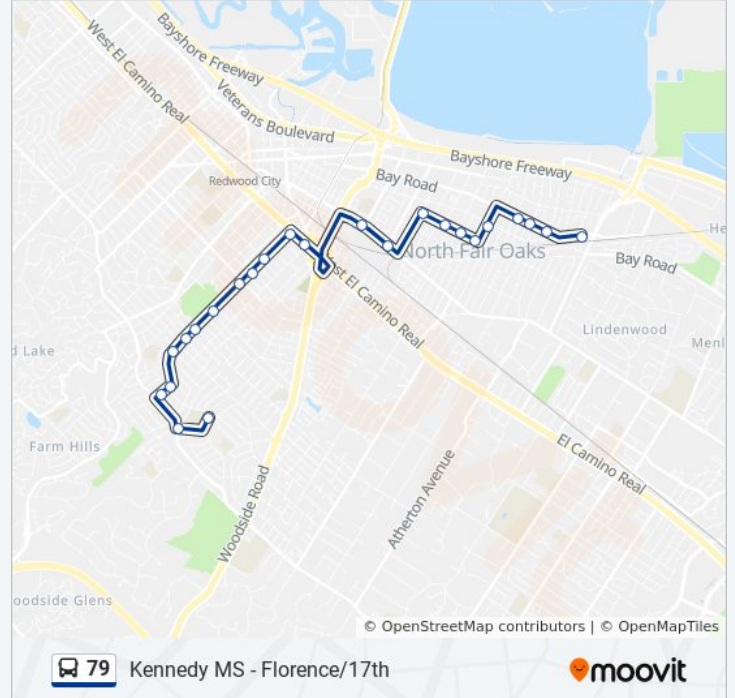 West El Camino Real
Bayshore Freeway
Veterans Boulevard
Bayshore Freeway
Redwood City
Bay Road
North Fair Oaks
He
Bay Road
st El Camino Real
Lindenwood
Menl
d Lake
Farm Hills
El Camino Real
Atherton Avenue
Woodside Road
oodside Glens
© OpenStreetMap contributors | © OpenMapTiles
79 Kennedy MS - Florence/17th
moovit